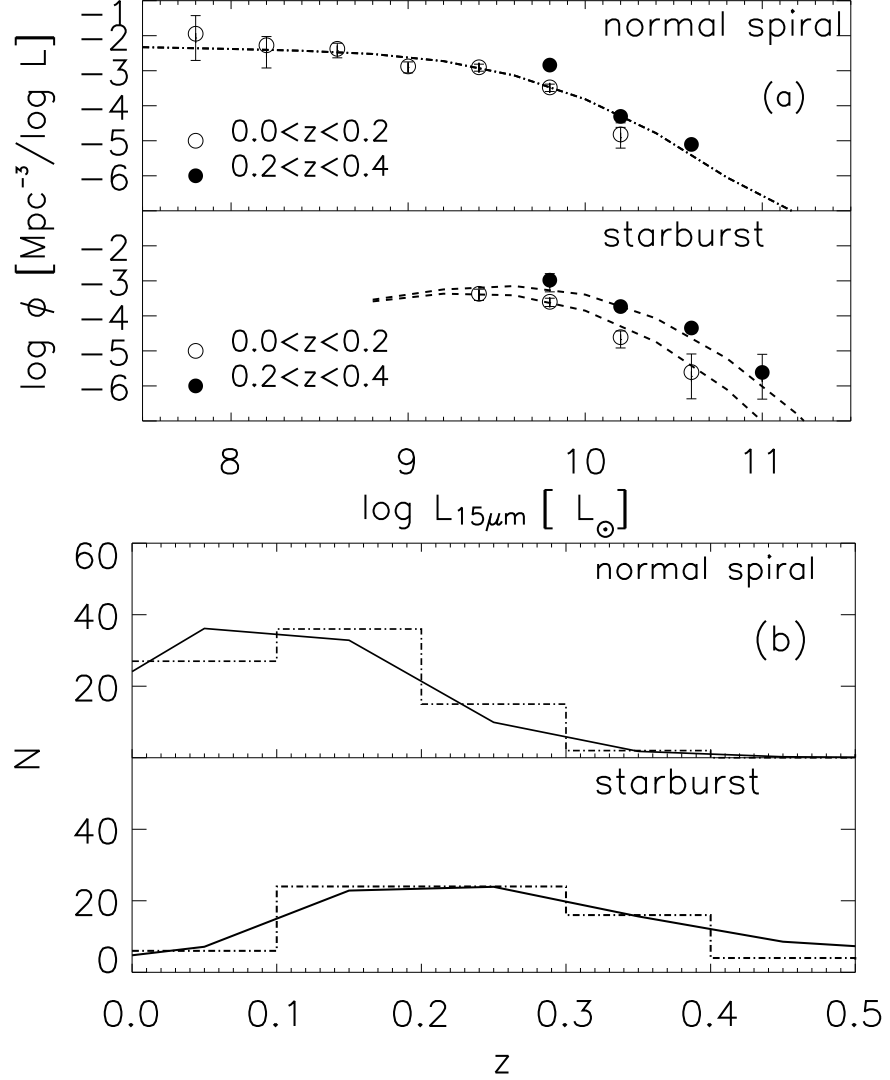 normal spiral
(a)
−1
−2
−3
−4
−5
−6
0.0<z<0.2
0.2<z<0.4
starburst
−2
−3
−4
−5
−6
0.0<z<0.2
0.2<z<0.4
log ϕ [Mpc⁻³/log L]
8 9 10 11
log L₁₅μm [ L⊙]
normal spiral
(b)
60
40
20
starburst
40
20
0
N
0.0 0.1 0.2 0.3 0.4 0.5
z